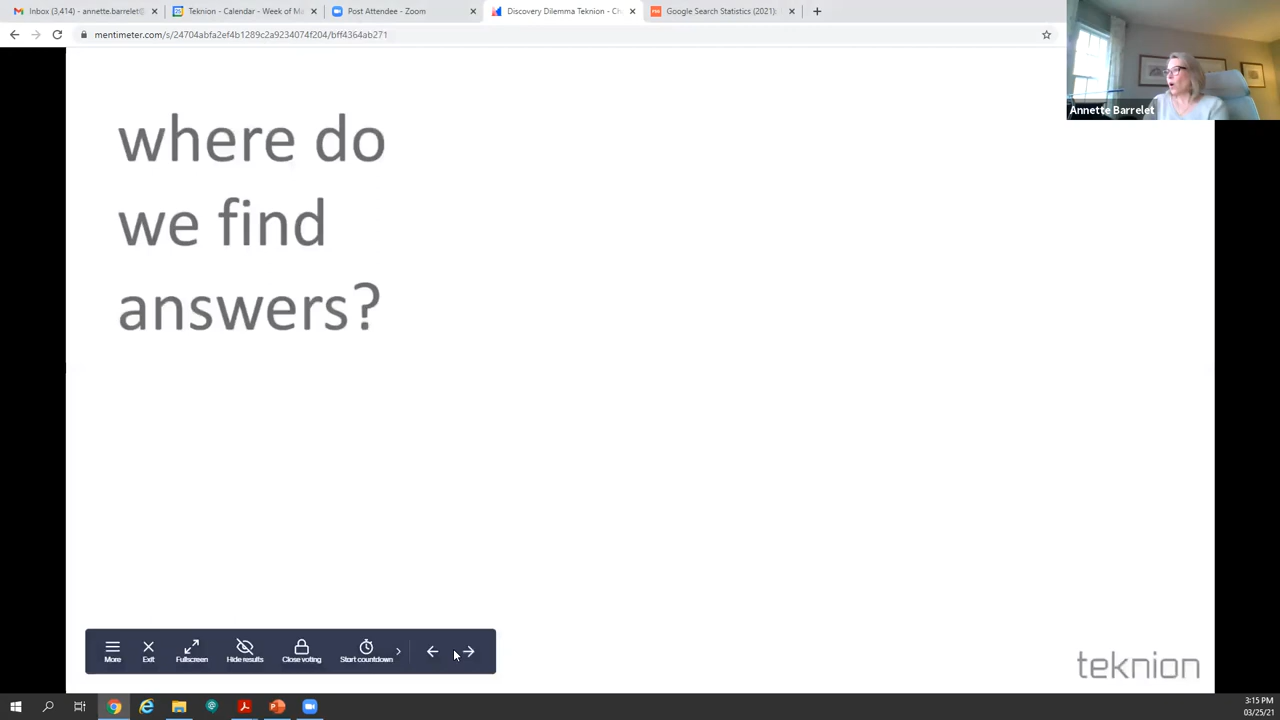 Inbox (3,414) - annette.barrelet@
Teknion - Calendar - Week of Ma
Post Attendee - Zoom
Discovery Dilemma Teknion - Ch
Google Search Statistics (2021):
mentimeter.com/s/24704abfa2ef4b1289c2a9234074f204/bff4364ab271
Annette Barrelet
where do
we find
answers?
More
Exit
Fullscreen
Hide results
Close voting
Start countdown
teknion
3:15 PM
03/25/21